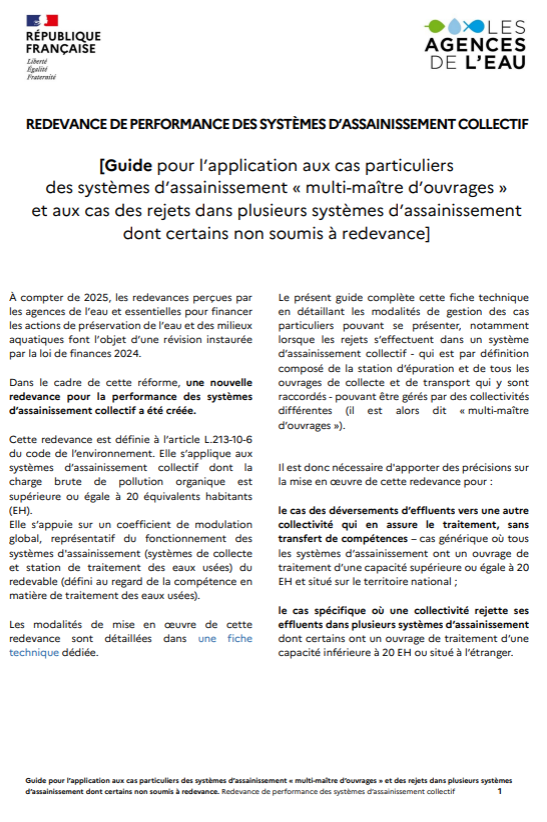 RÉPUBLIQUE
FRANÇAISE
Liberté
Égalité
Fraternité
LES
AGENCES
DE L'EAU
REDEVANCE DE PERFORMANCE DES SYSTÈMES D'ASSAINISSEMENT COLLECTIF
[Guide pour l'application aux cas particuliers
des systèmes d'assainissement « multi-maître d'ouvrages »
et aux cas des rejets dans plusieurs systèmes d'assainissement
dont certains non soumis à redevance]
À compter de 2025, les redevances perçues par
les agences de l'eau et essentielles pour financer
les actions de préservation de l'eau et des milieux
aquatiques font l'objet d'une révision instaurée
par la loi de finances 2024.
Dans le cadre de cette réforme, une nouvelle
redevance pour la performance des systèmes
d'assainissement collectif a été créée.
Cette redevance est définie à l'article L.213-10-6
du code de l'environnement. Elle s'applique aux
systèmes d'assainissement collectif dont la
charge brute de pollution organique est
supérieure ou égale à 20 équivalents habitants
(EH).
Elle s'appuie sur un coefficient de modulation
global, représentatif du fonctionnement des
systèmes d'assainissement (systèmes de collecte
et station de traitement des eaux usées) du
redevable (défini au regard de la compétence en
matière de traitement des eaux usées).
Les modalités de mise en œuvre de cette
redevance sont détaillées dans une fiche
technique dédiée.
Le présent guide complète cette fiche technique
en détaillant les modalités de gestion des cas
particuliers pouvant se présenter, notamment
lorsque les rejets s'effectuent dans un système
d'assainissement collectif - qui est par définition
composé de la station d'épuration et de tous les
ouvrages de collecte et de transport qui y sont
raccordés - pouvant être gérés par des collectivités
différentes (il est alors dit « multi-maître
d'ouvrages »).
Il est donc nécessaire d'apporter des précisions sur
la mise en œuvre de cette redevance pour :
le cas des déversements d'effluents vers une autre
collectivité qui en assure le traitement, sans
transfert de compétences – cas générique où tous
les systèmes d'assainissement ont un ouvrage de
traitement d'une capacité supérieure ou égale à 20
EH et situé sur le territoire national ;
le cas spécifique où une collectivité rejette ses
effluents dans plusieurs systèmes d'assainissement
dont certains ont un ouvrage de traitement d'une
capacité inférieure à 20 EH ou situé à l'étranger.
Guide pour l'application aux cas particuliers des systèmes d'assainissement « multi-maître d'ouvrages » et des rejets dans plusieurs systèmes
d'assainissement dont certains non soumis à redevance. Redevance de performance des systèmes d'assainissement collectif 1